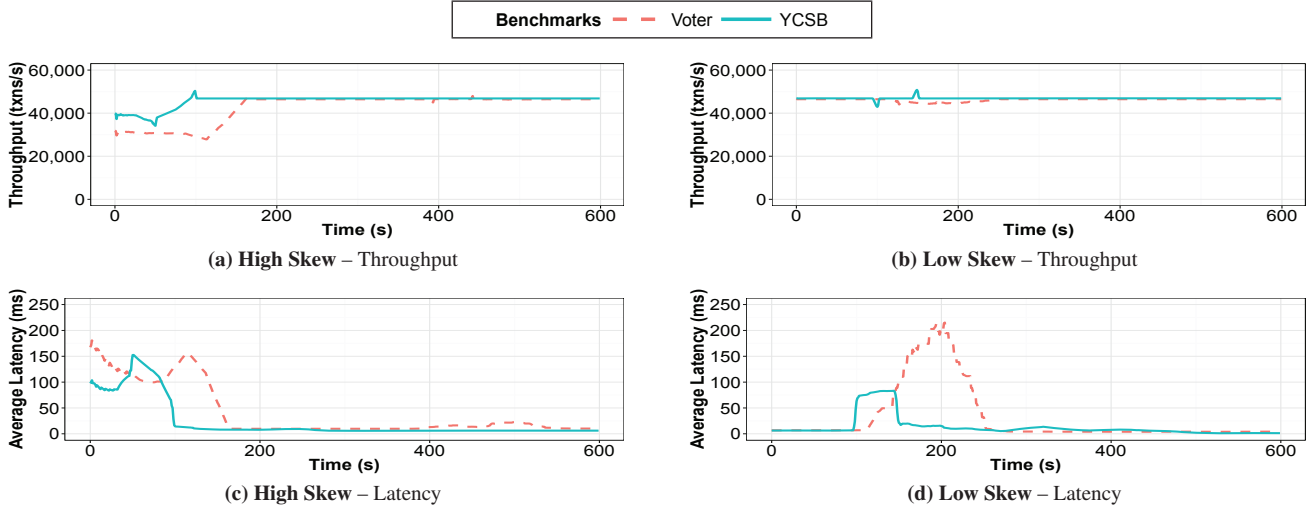 Benchmarks Voter YCSB
Throughput (txns/s)
60,000
40,000
20,000
0
0 200 400 600
Time (s)
(a) High Skew – Throughput
Throughput (txns/s)
60,000
40,000
20,000
0
0 200 400 600
Time (s)
(b) Low Skew – Throughput
Average Latency (ms)
250
200
150
100
50
0
0 200 400 600
Time (s)
(c) High Skew – Latency
Average Latency (ms)
250
200
150
100
50
0
0 200 400 600
Time (s)
(d) Low Skew – Latency